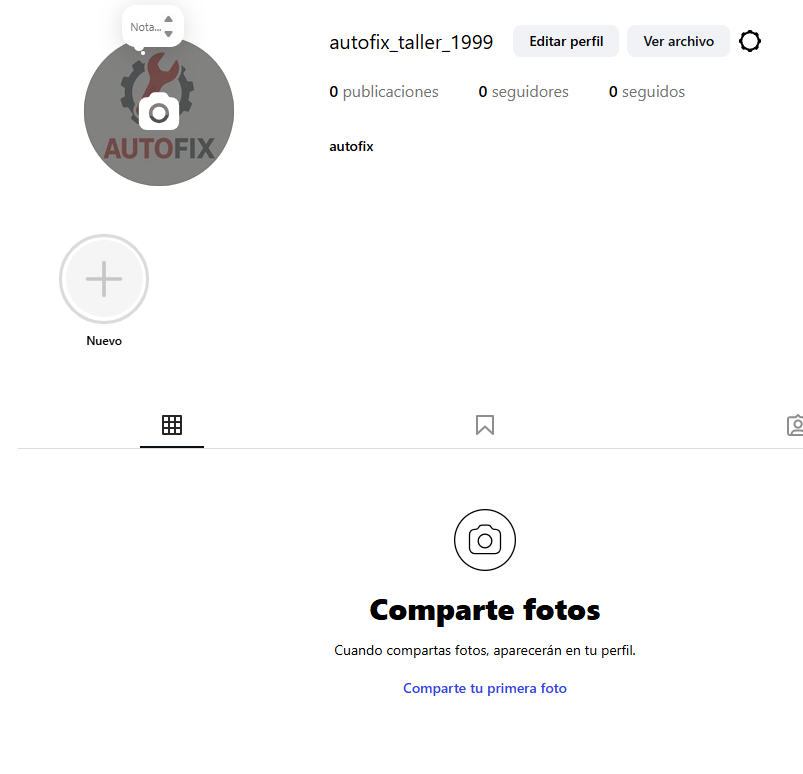 Nota...
autofix_taller_1999
Editar perfil
Ver archivo
0 publicaciones
0 seguidores
0 seguidos
autofix
AUTOFIX
Nuevo
Comparte fotos
Cuando compartas fotos, aparecerán en tu perfil.
Comparte tu primera foto